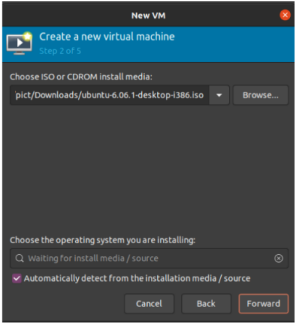 New VM
Create a new virtual machine
Step 2 of 5
Choose ISO or CDROM install media:
'pict/Downloads/ubuntu-6.06.1-desktop-i386.iso
Browse...
Choose the operating system you are installing:
Waiting for install media / source
Automatically detect from the installation media / source
Cancel Back Forward